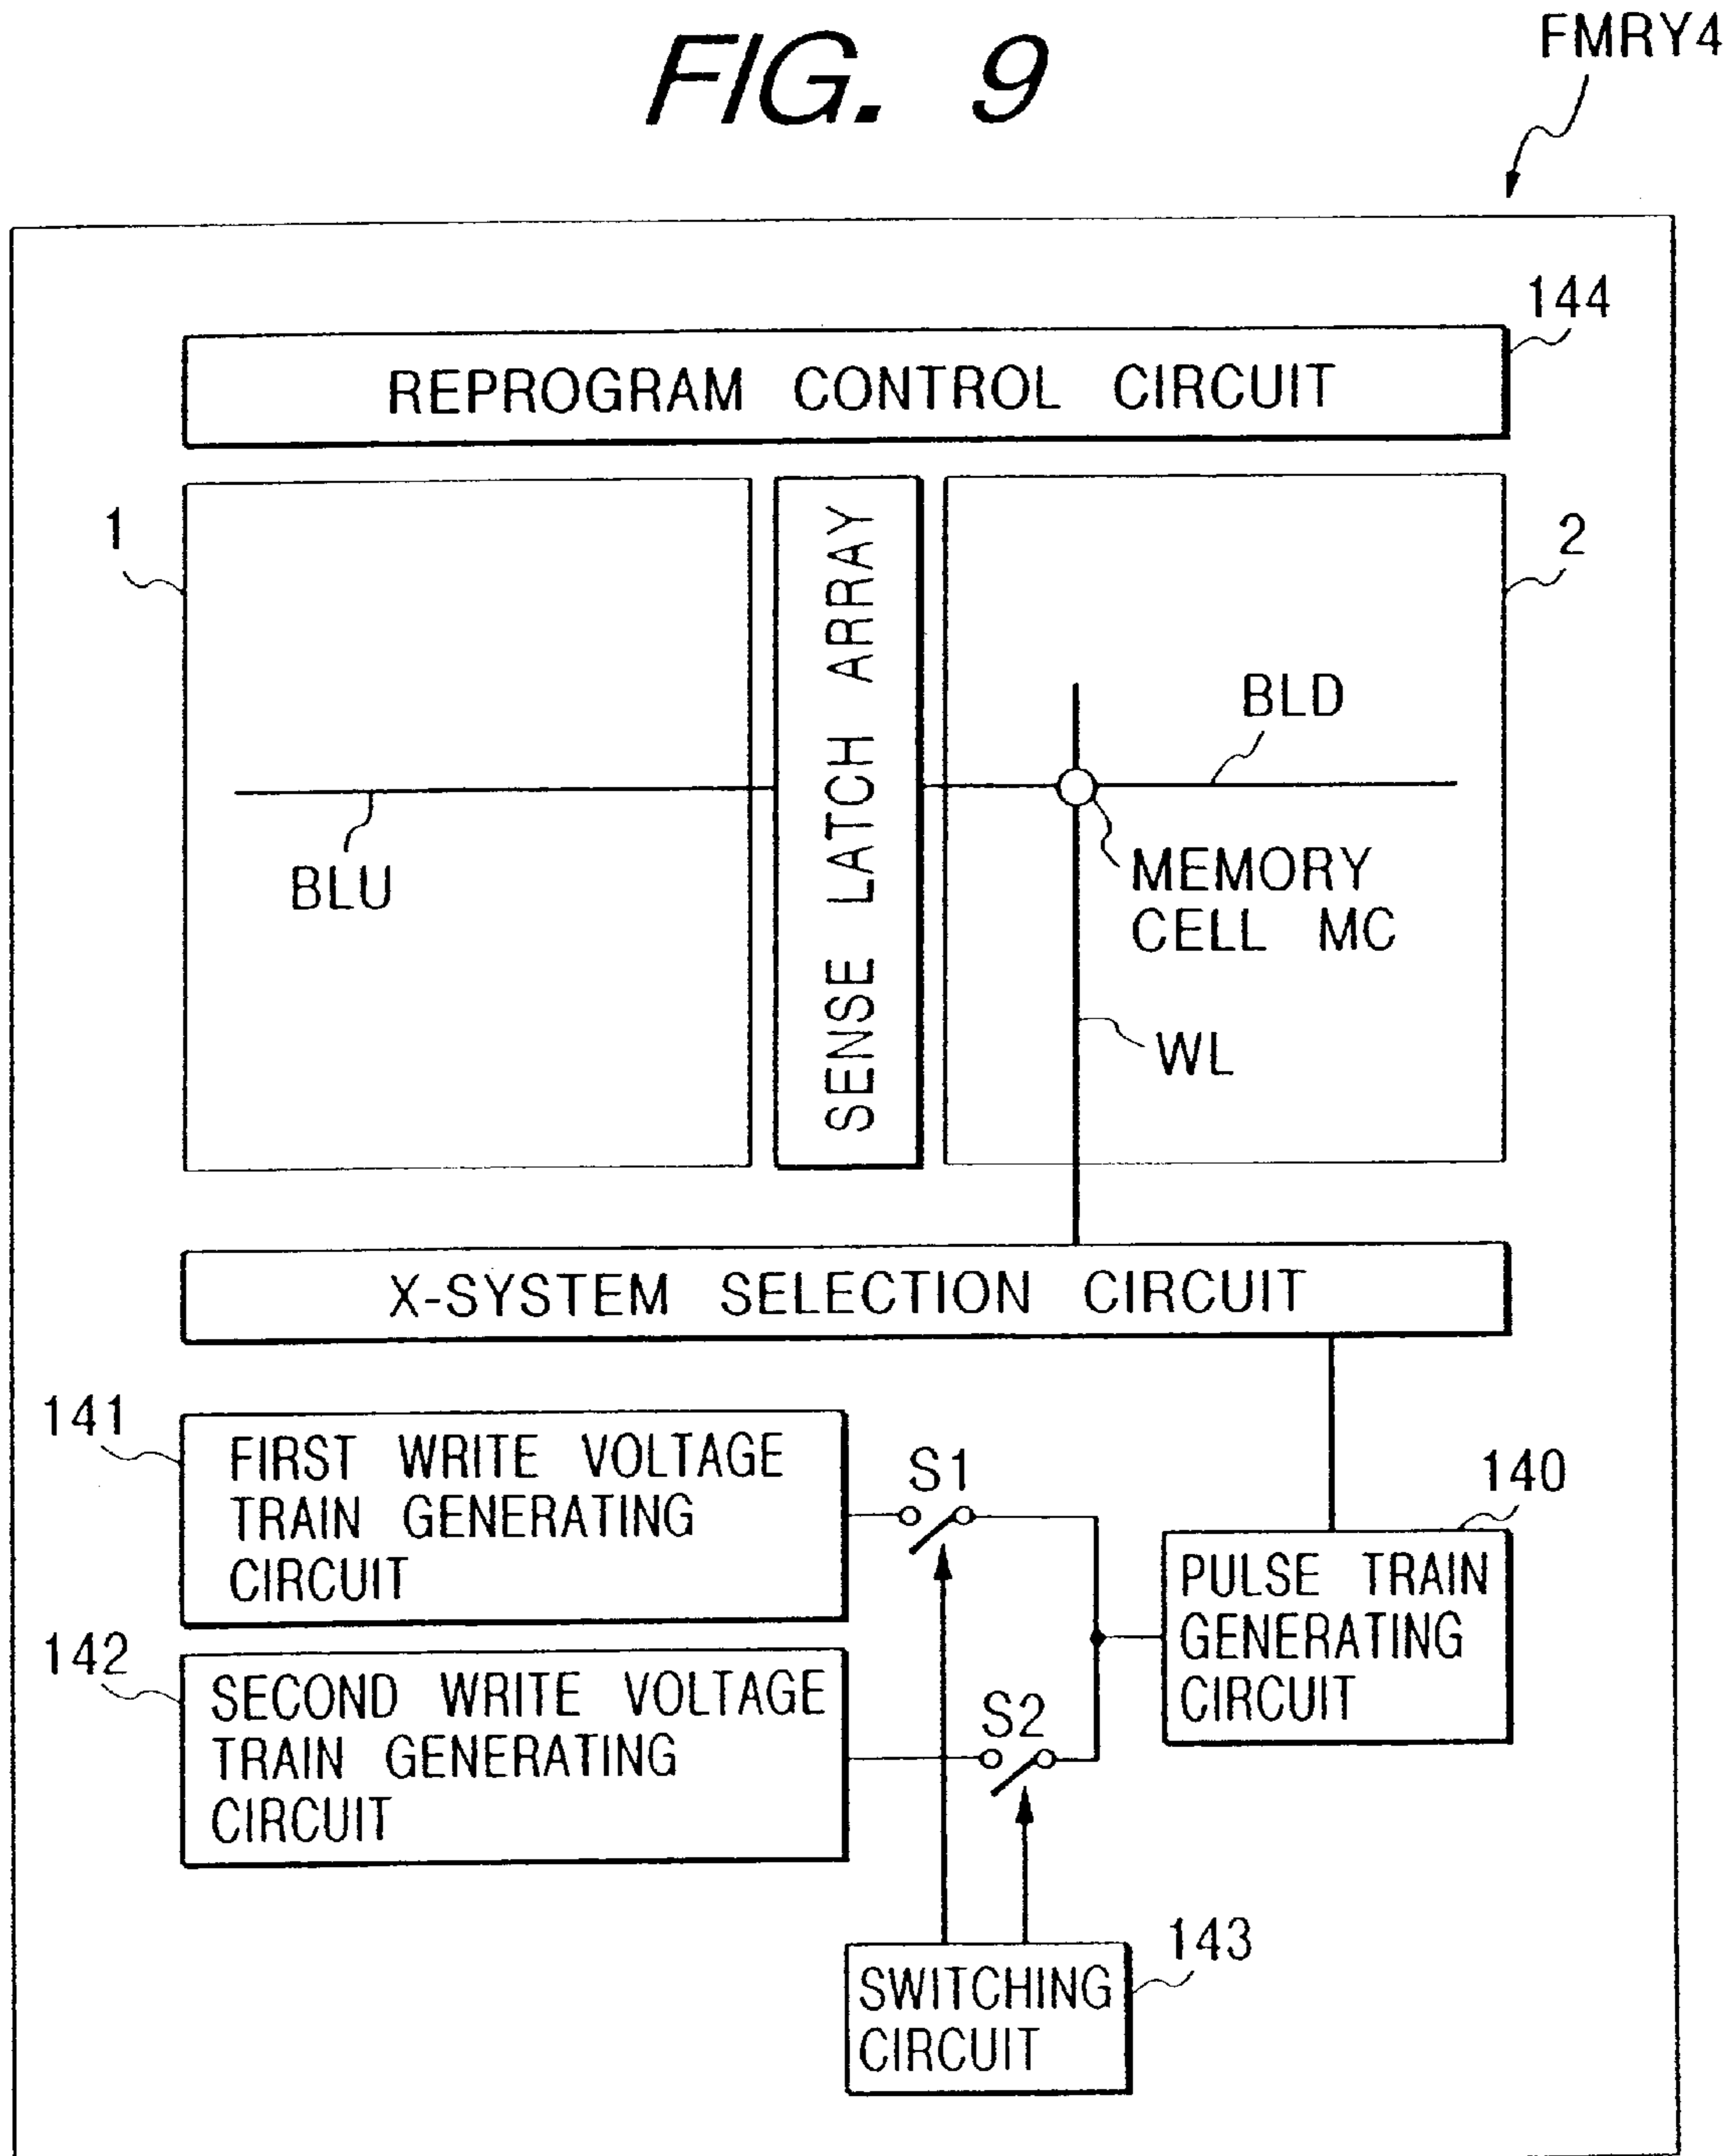 FIG. 9
FMRY4
144
REPROGRAM CONTROL CIRCUIT
1
2
SENSE LATCH ARRAY
BLU
BLD
MEMORY
CELL MC
WL
X-SYSTEM SELECTION CIRCUIT
141
FIRST WRITE VOLTAGE
TRAIN GENERATING
CIRCUIT
S1
140
PULSE TRAIN
GENERATING
CIRCUIT
142
SECOND WRITE VOLTAGE
TRAIN GENERATING
CIRCUIT
S2
143
SWITCHING
CIRCUIT